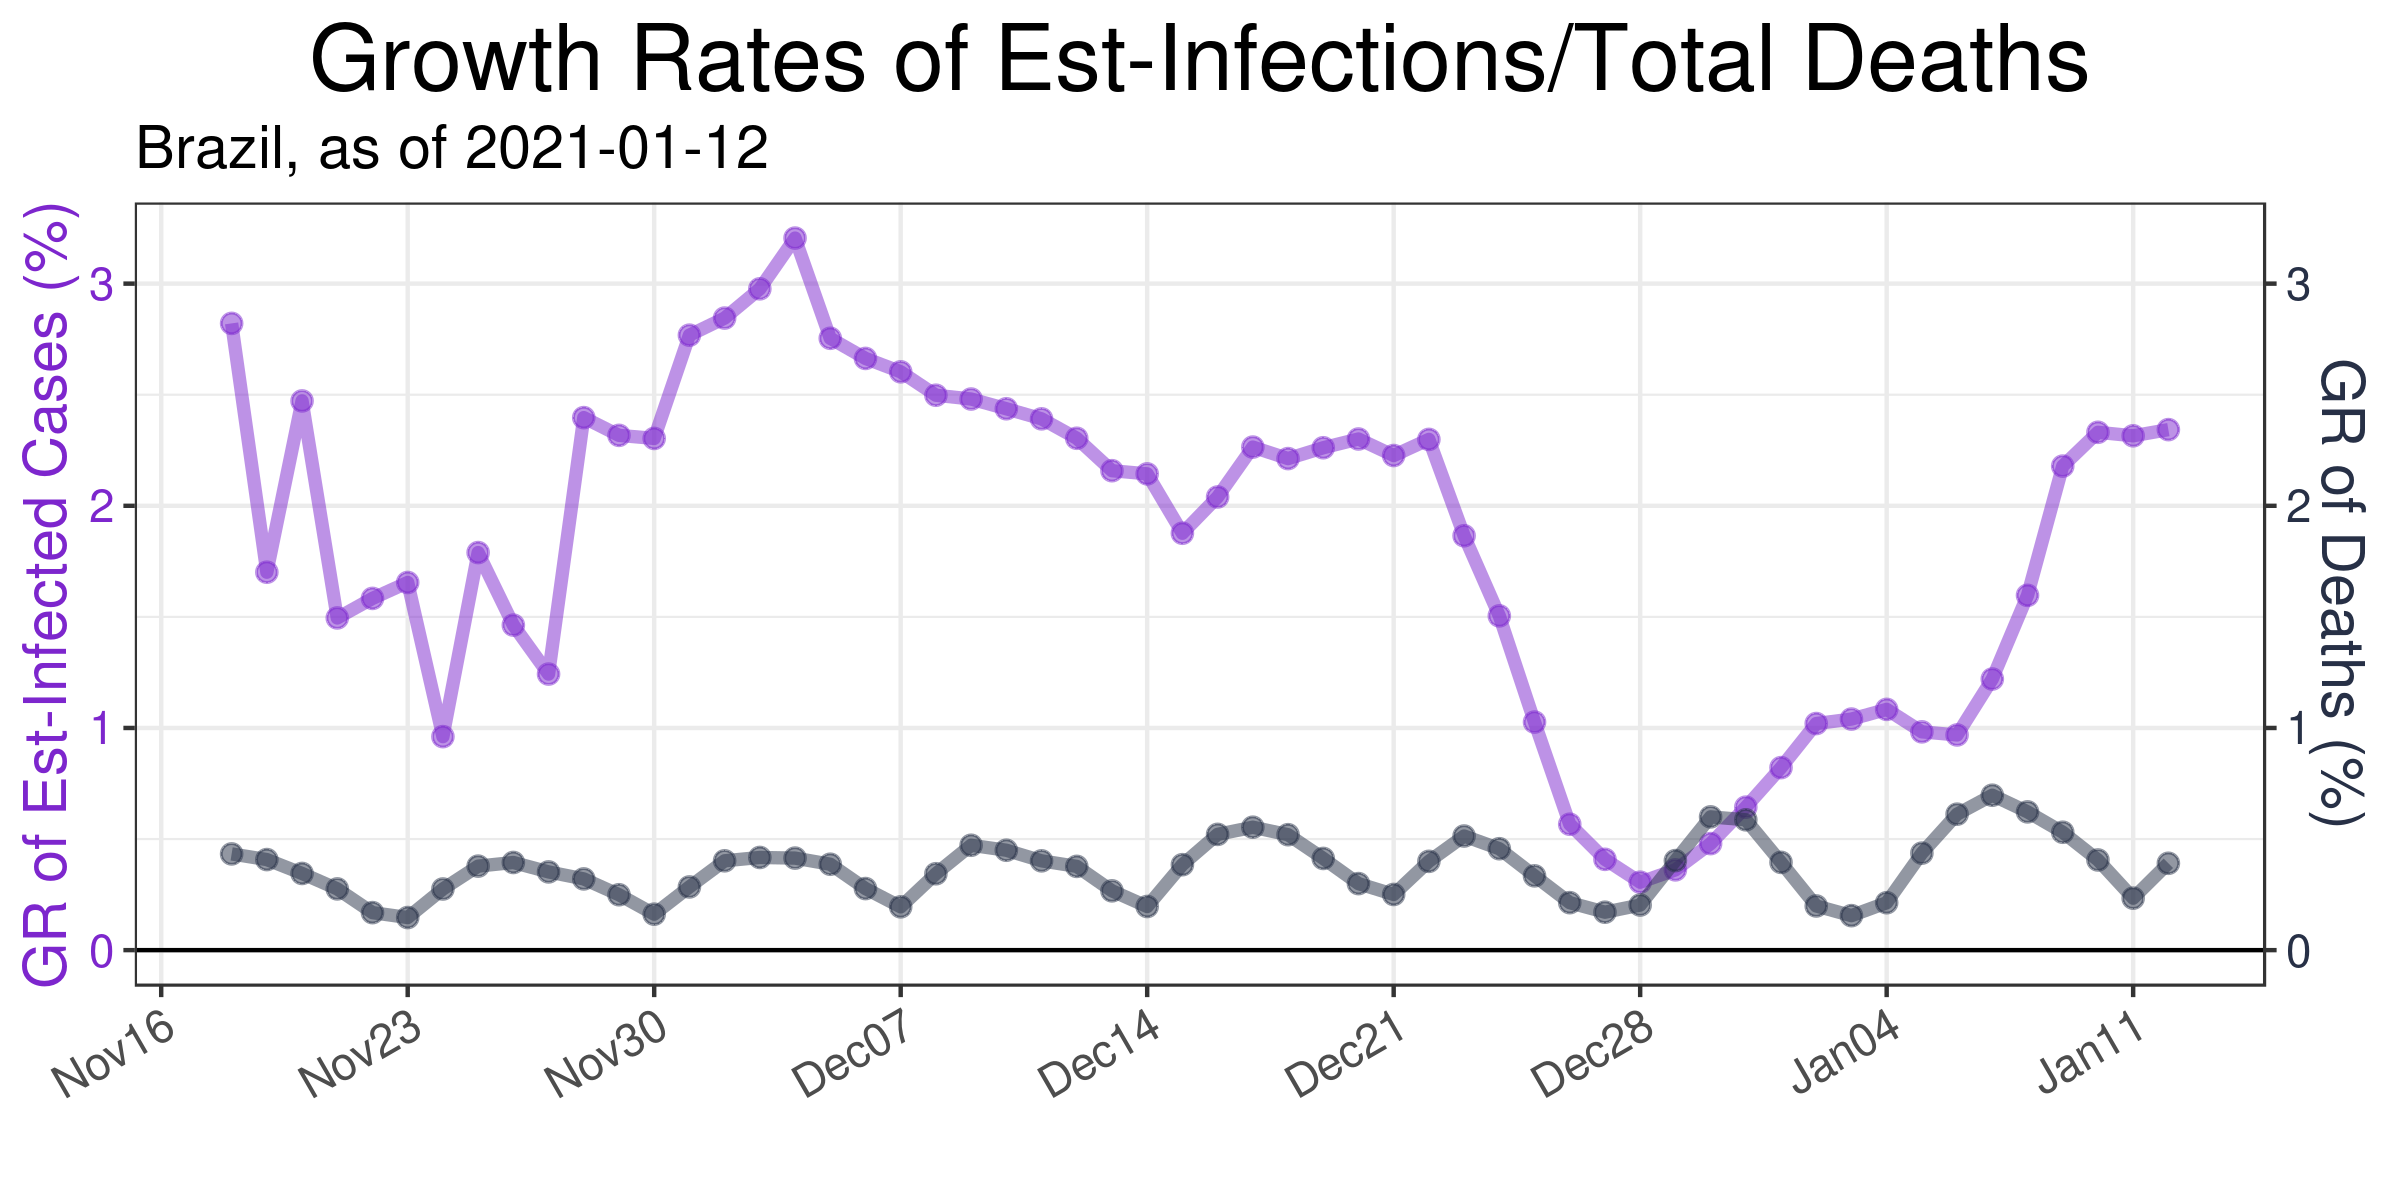 Growth Rates of Est-Infections/Total Deaths
Brazil, as of 2021-01-12
GR of Est-Infected Cases (%)
3
2
1
0
3
2
1
0
GR of Deaths (%)
Nov16
Nov23
Nov30
Dec07
Dec14
Dec21
Dec28
Jan04
Jan11